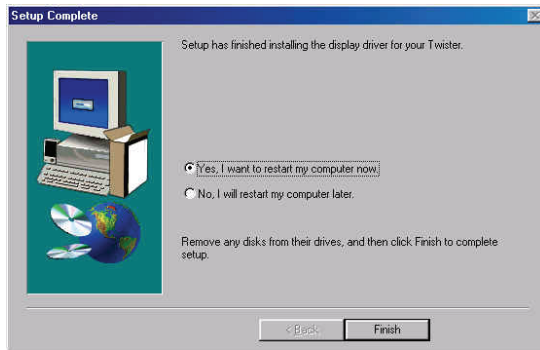 Setup Complete
Setup has finished installing the display driver for your Twister.
Yes, I want to restart my computer now.
No, I will restart my computer later.
Remove any disks from their drives, and then click Finish to complete
setup.
< Back
Finish